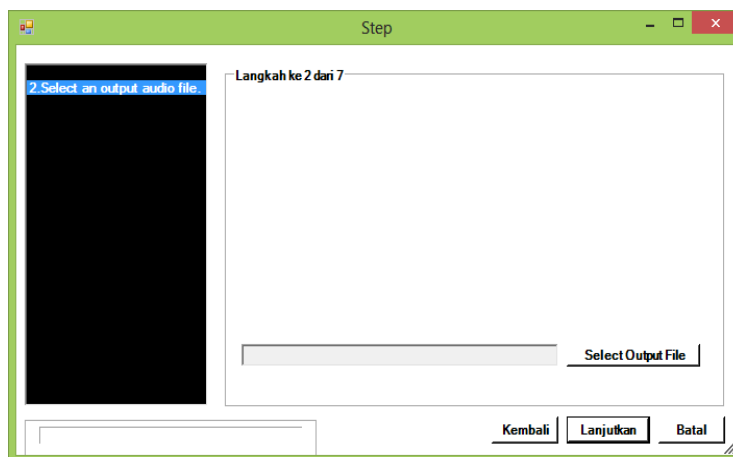 Step
2.Select an output audio file.
Langkah ke 2 dari 7
Select Output File
Kembali
Lanjutkan
Batal